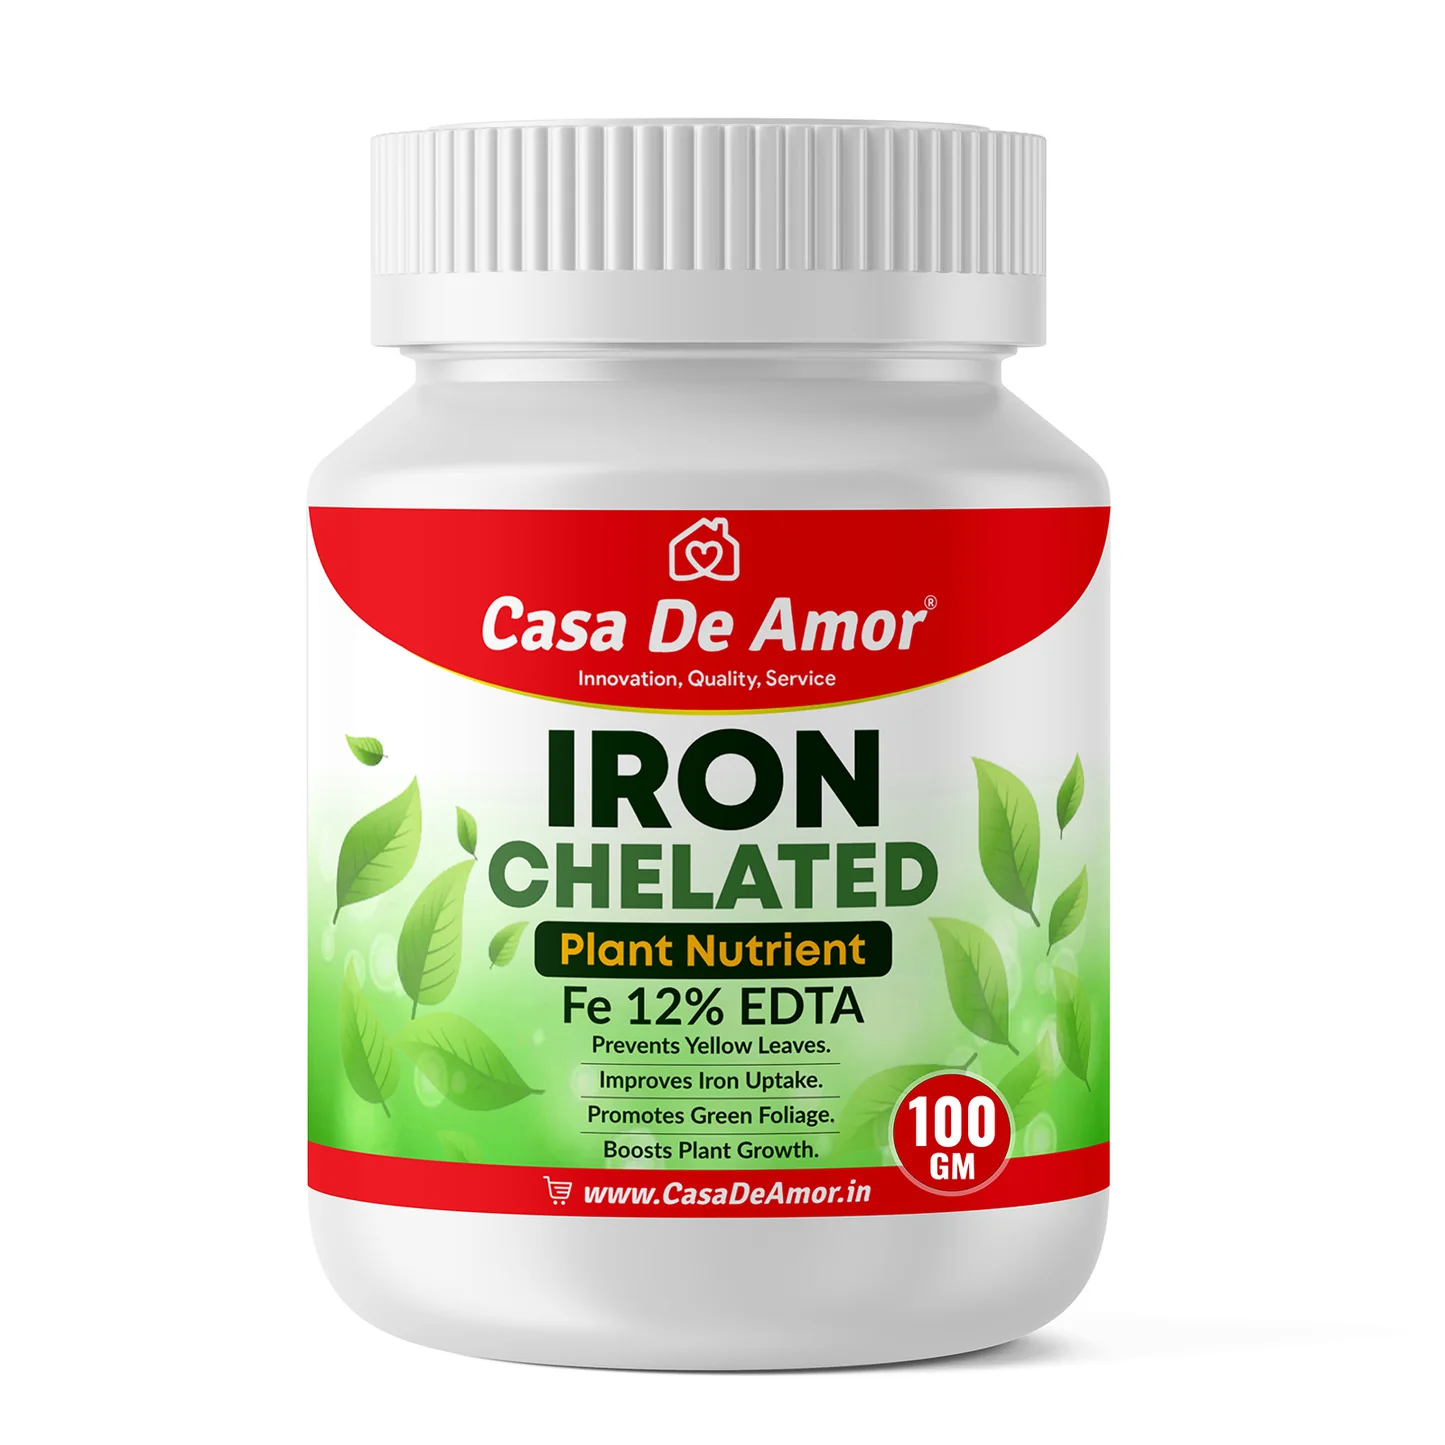 Casa De Amor®
Innovation, Quality, Service
IRON
CHELATED
Plant Nutrient
Fe 12% EDTA
Prevents Yellow Leaves.
Improves Iron Uptake.
Promotes Green Foliage.
Boosts Plant Growth.
100
GM
www.CasaDeAmor.in